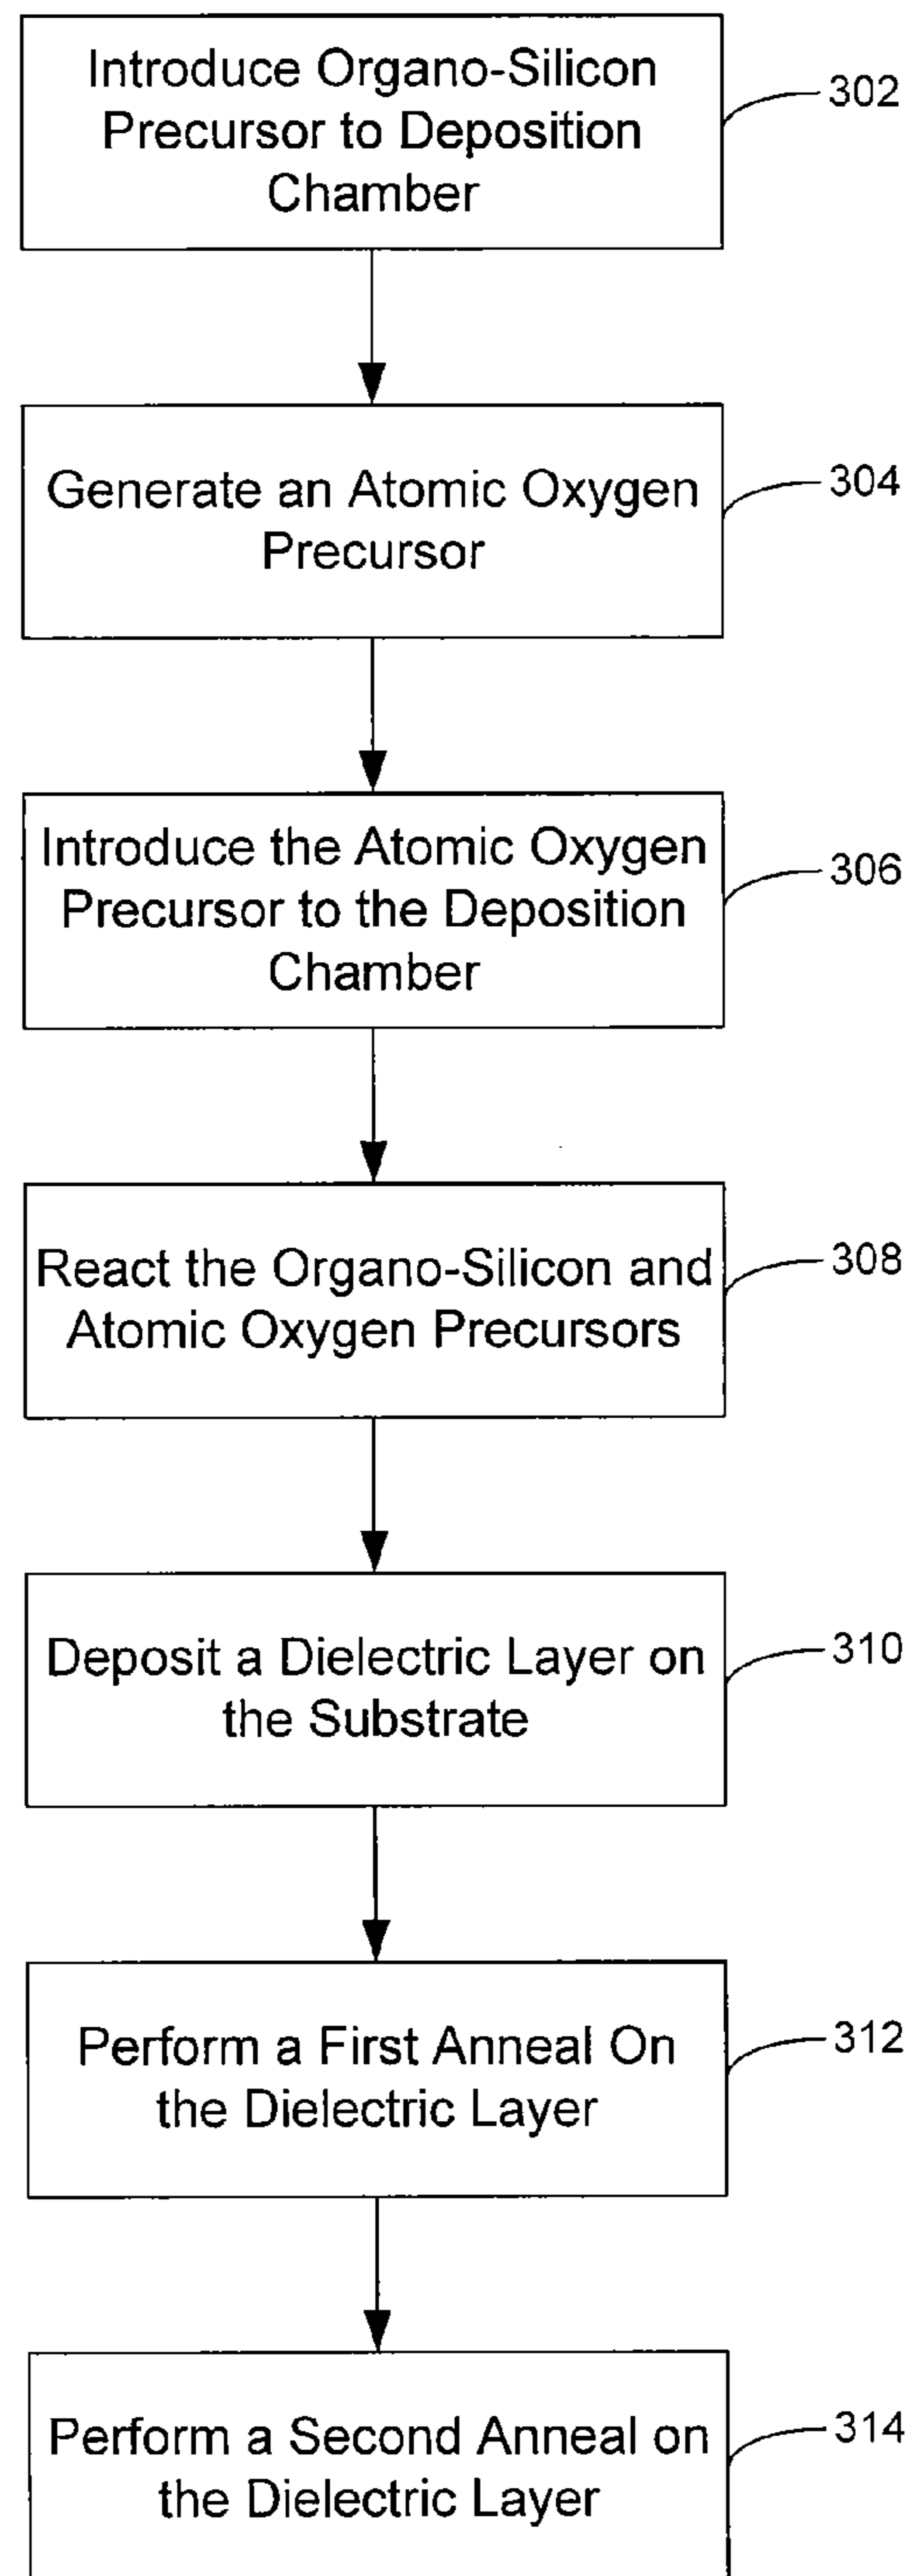 Introduce Organo-Silicon
Precursor to Deposition
Chamber
302
Generate an Atomic Oxygen
Precursor
304
Introduce the Atomic Oxygen
Precursor to the Deposition
Chamber
306
React the Organo-Silicon and
Atomic Oxygen Precursors
308
Deposit a Dielectric Layer on
the Substrate
310
Perform a First Anneal On
the Dielectric Layer
312
Perform a Second Anneal on
the Dielectric Layer
314